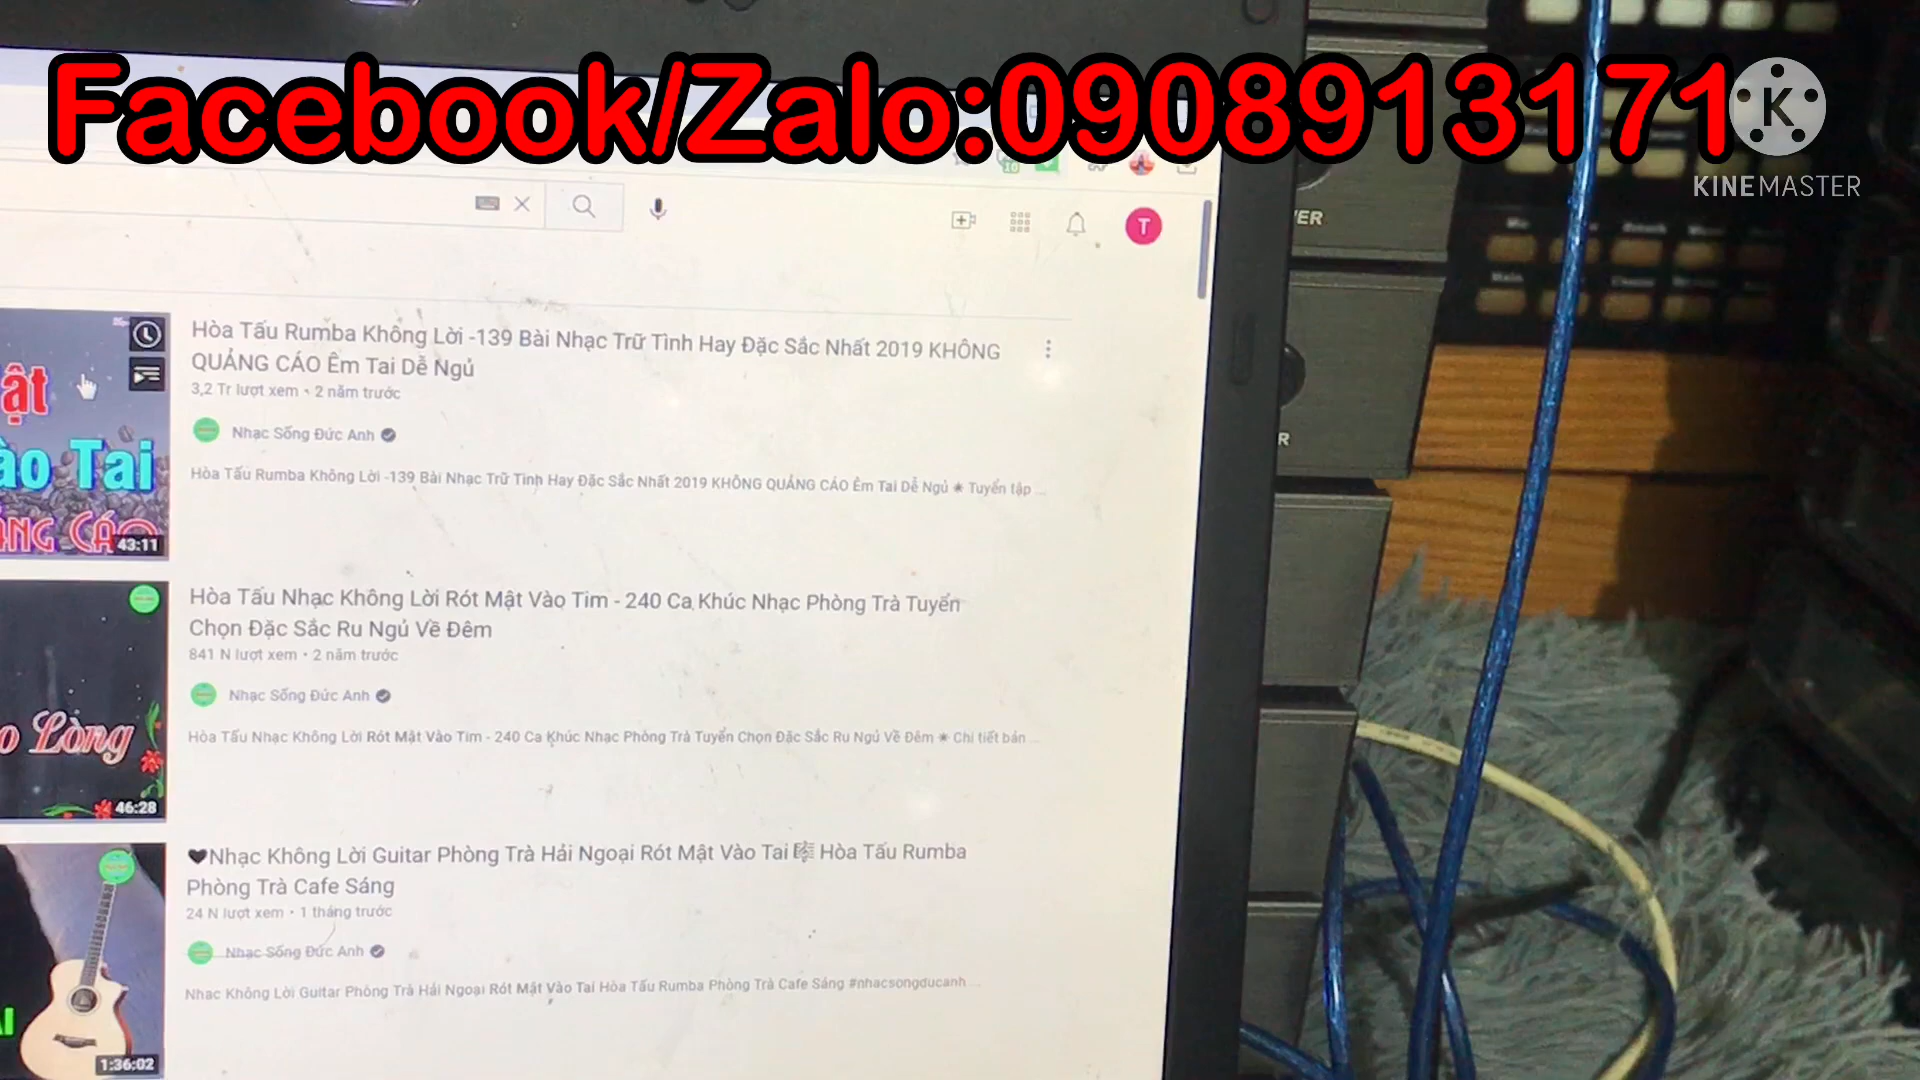 Facebook/Zalo:0908913171
K
KINEMASTER
T
Hòa Tấu Rumba Không Lời -139 Bài Nhạc Trữ Tình Hay Đặc Sắc Nhất 2019 KHÔNG
QUẢNG CÁO Êm Tai Dễ Ngủ
3,2 Tr lượt xem • 2 năm trước
Nhạc Sống Đức Anh
Hòa Tấu Rumba Không Lời -139 Bài Nhạc Trữ Tình Hay Đặc Sắc Nhất 2019 KHÔNG QUẢNG CÁO Êm Tai Dễ Ngủ ✷ Tuyển tập ...
ật
ào Tai
43:11
Hòa Tấu Nhạc Không Lời Rót Mật Vào Tim - 240 Ca Khúc Nhạc Phòng Trà Tuyển
Chọn Đặc Sắc Ru Ngủ Về Đêm
841 N lượt xem • 2 năm trước
Nhạc Sống Đức Anh
Hòa Tấu Nhạc Không Lời Rót Mật Vào Tim - 240 Ca Khúc Nhạc Phòng Trà Tuyển Chọn Đặc Sắc Ru Ngủ Về Đêm ✷ Chi tiết bản ...
o Lòng
46:28
♥Nhạc Không Lời Guitar Phòng Trà Hải Ngoại Rót Mật Vào Tai 🎼 Hòa Tấu Rumba
Phòng Trà Cafe Sáng
24 N lượt xem • 1 tháng trước
Nhạc Sống Đức Anh
Nhạc Không Lời Guitar Phòng Trà Hải Ngoại Rót Mật Vào Tai Hòa Tấu Rumba Phòng Trà Cafe Sáng #nhacsongducanh ...
AI
1:36:02
ER
R